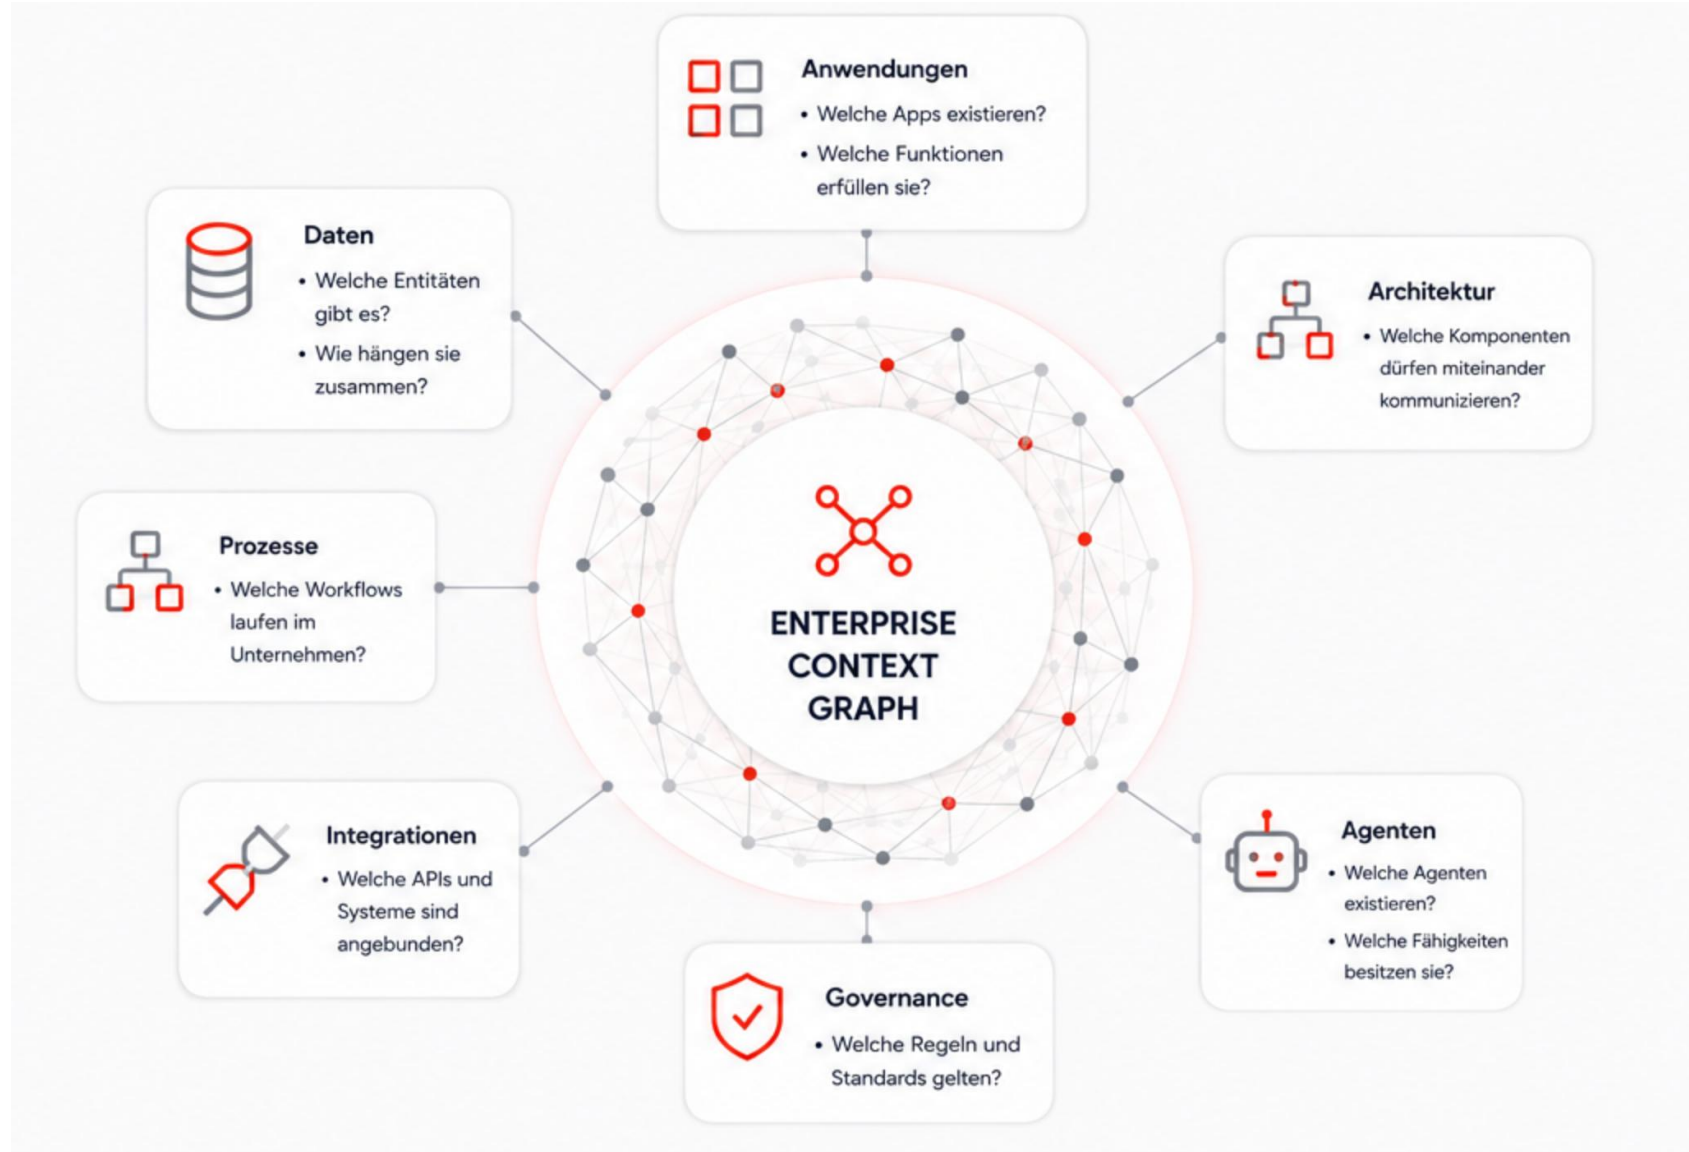 Anwendungen
• Welche Apps existieren?
• Welche Funktionen
erfüllen sie?
Daten
• Welche Entitäten
gibt es?
• Wie hängen sie
zusammen?
Architektur
• Welche Komponenten
dürfen miteinander
kommunizieren?
Prozesse
• Welche Workflows
laufen im
Unternehmen?
ENTERPRISE
CONTEXT
GRAPH
Integrationen
• Welche APIs und
Systeme sind
angebunden?
Agenten
• Welche Agenten
existieren?
• Welche Fähigkeiten
besitzen sie?
Governance
• Welche Regeln und
Standards gelten?